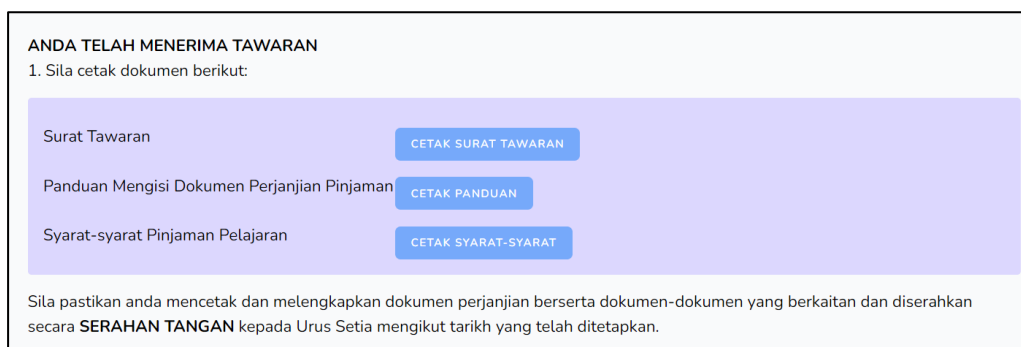 ANDA TELAH MENERIMA TAWARAN
1. Sila cetak dokumen berikut:
Surat Tawaran
CETAK SURAT TAWARAN
Panduan Mengisi Dokumen Perjanjian Pinjaman
CETAK PANDUAN
Syarat-syarat Pinjaman Pelajaran
CETAK SYARAT-SYARAT
Sila pastikan anda mencetak dan melengkapkan dokumen perjanjian berserta dokumen-dokumen yang berkaitan dan diserahkan
secara SERAHAN TANGAN kepada Urus Setia mengikut tarikh yang telah ditetapkan.